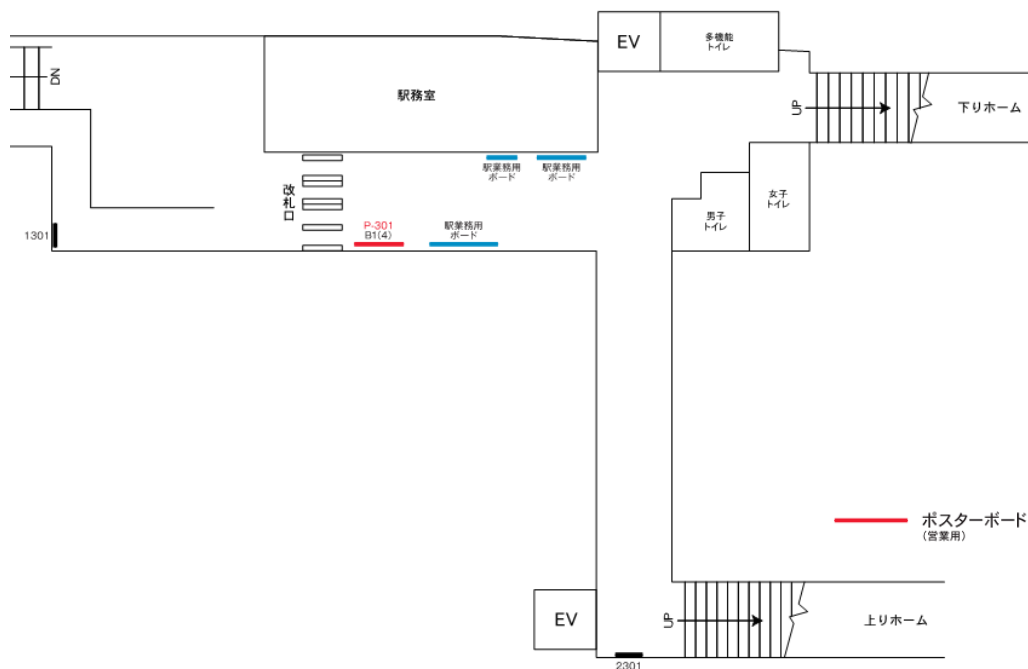 EV
多機能
トイレ
DN
駅務室
UP
下りホーム
駅業務用
ボード
駅業務用
ボード
改札口
女子
トイレ
男子
トイレ
1301
P-301
B1(4)
駅業務用
ボード
ポスターボード
(営業用)
EV
UP
上りホーム
2301